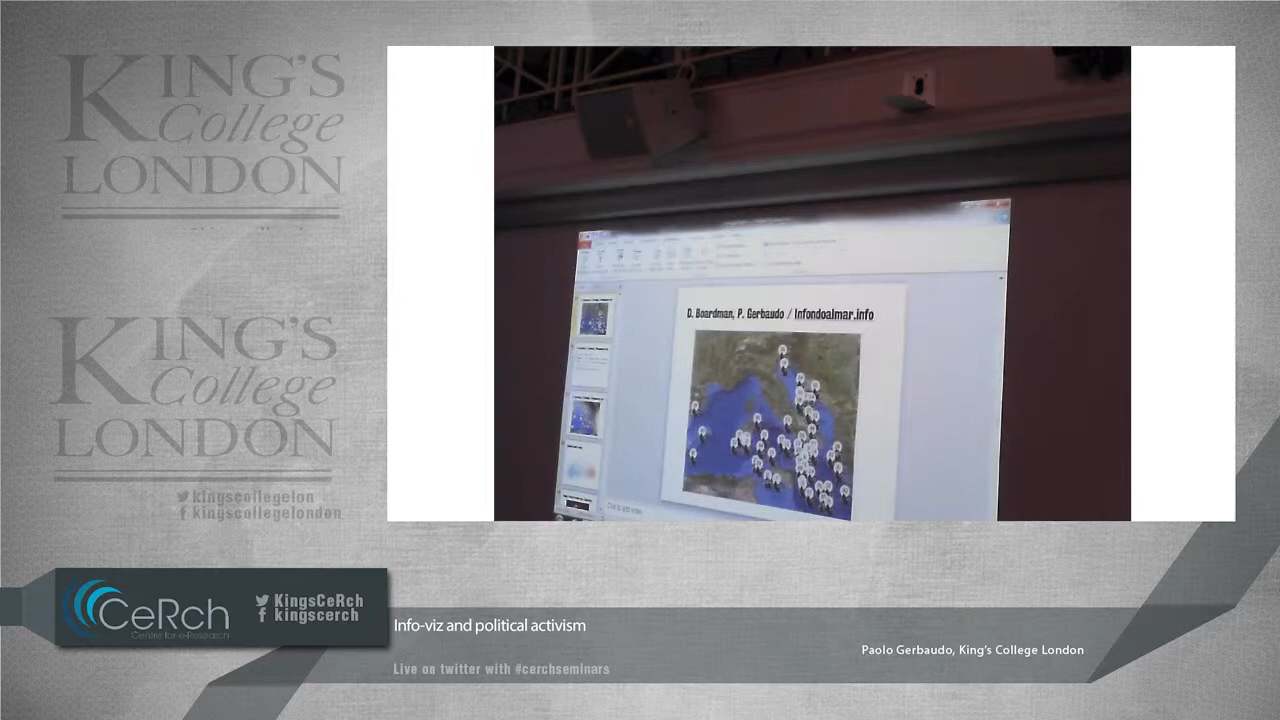 KING'S
College
LONDON
KING'S
College
LONDON
kingscollegelon
kingscollegelondon
D. Boardman, P. Gerbaudo / Infondoalmar.info
CeRch
Centre for e-Research
KingsCeRch
kingscerch
Info-viz and political activism
Paolo Gerbaudo, King's College London
Live on twitter with #cerchseminars